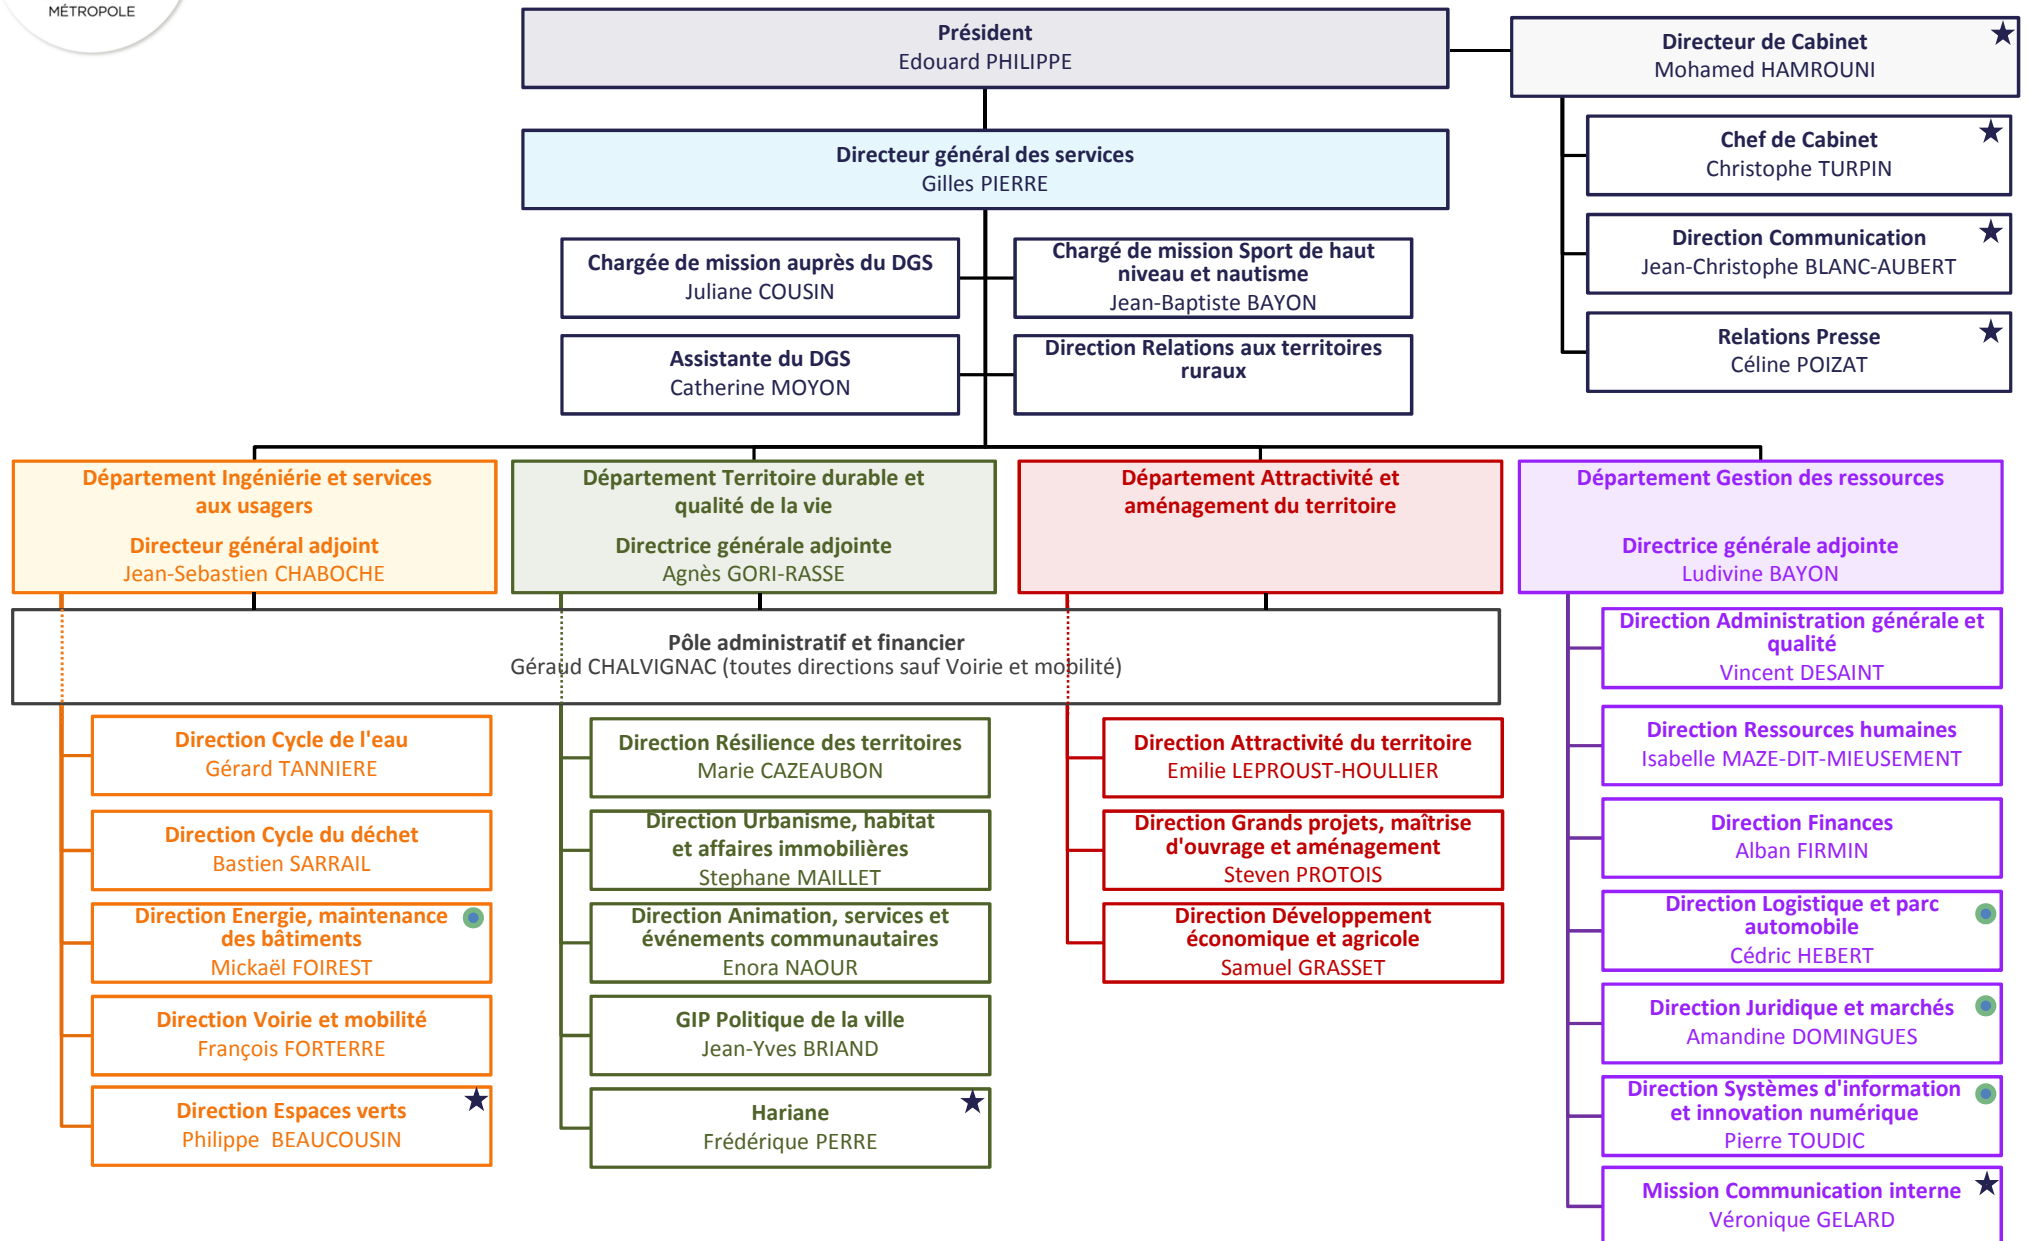 MÉTROPOLE
Président
Edouard PHILIPPE
Directeur de Cabinet
Mohamed HAMROUNI
Chef de Cabinet
Christophe TURPIN
Direction Communication
Jean-Christophe BLANC-AUBERT
Relations Presse
Céline POIZAT
Directeur général des services
Gilles PIERRE
Chargée de mission auprès du DGS
Juliane COUSIN
Chargé de mission Sport de haut
niveau et nautisme
Jean-Baptiste BAYON
Assistante du DGS
Catherine MOYON
Direction Relations aux territoires
ruraux
Département Ingéniérie et services
aux usagers
Directeur général adjoint
Jean-Sebastien CHABOCHE
Département Territoire durable et
qualité de la vie
Directrice générale adjointe
Agnès GORI-RASSE
Département Attractivité et
aménagement du territoire
Département Gestion des ressources
Directrice générale adjointe
Ludivine BAYON
Pôle administratif et financier
Géraud CHALVIGNAC (toutes directions sauf Voirie et mobilité)
Direction Cycle de l'eau
Gérard TANNIERE
Direction Cycle du déchet
Bastien SARRAIL
Direction Energie, maintenance
des bâtiments
Mickaël FOIREST
Direction Voirie et mobilité
François FORTERRE
Direction Espaces verts
Philippe  BEAUCOUSIN
Direction Résilience des territoires
Marie CAZEAUBON
Direction Urbanisme, habitat
et affaires immobilières
Stephane MAILLET
Direction Animation, services et
événements communautaires
Enora NAOUR
GIP Politique de la ville
Jean-Yves BRIAND
Hariane
Frédérique PERRE
Direction Attractivité du territoire
Emilie LEPROUST-HOULLIER
Direction Grands projets, maîtrise
d'ouvrage et aménagement
Steven PROTOIS
Direction Développement
économique et agricole
Samuel GRASSET
Direction Administration générale et
qualité
Vincent DESAINT
Direction Ressources humaines
Isabelle MAZE-DIT-MIEUSEMENT
Direction Finances
Alban FIRMIN
Direction Logistique et parc
automobile
Cédric HEBERT
Direction Juridique et marchés
Amandine DOMINGUES
Direction Systèmes d'information
et innovation numérique
Pierre TOUDIC
Mission Communication interne
Véronique GELARD